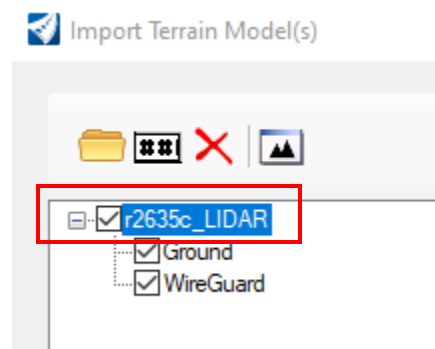 Import Terrain Model(s)
##
r2635c_LIDAR
Ground
WireGuard